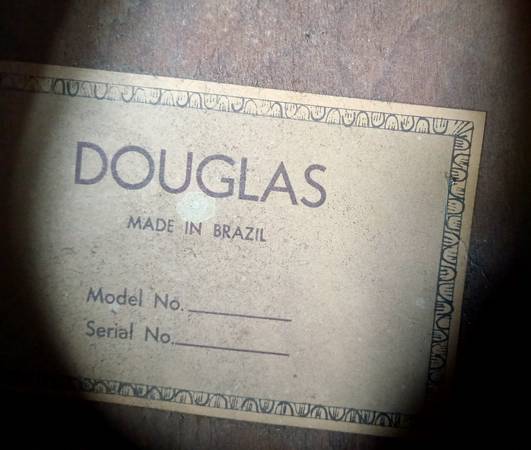 DOUGLAS
MADE IN BRAZIL
Model No.
Serial No.